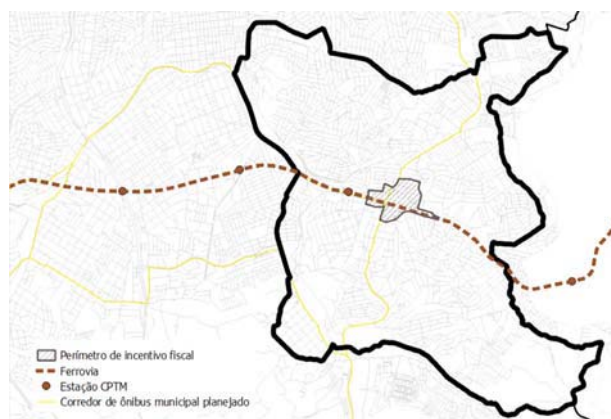 Perímetro de incentivo fiscal
Ferrovia
Estação CPTM
Corredor de ônibus municipal planejado